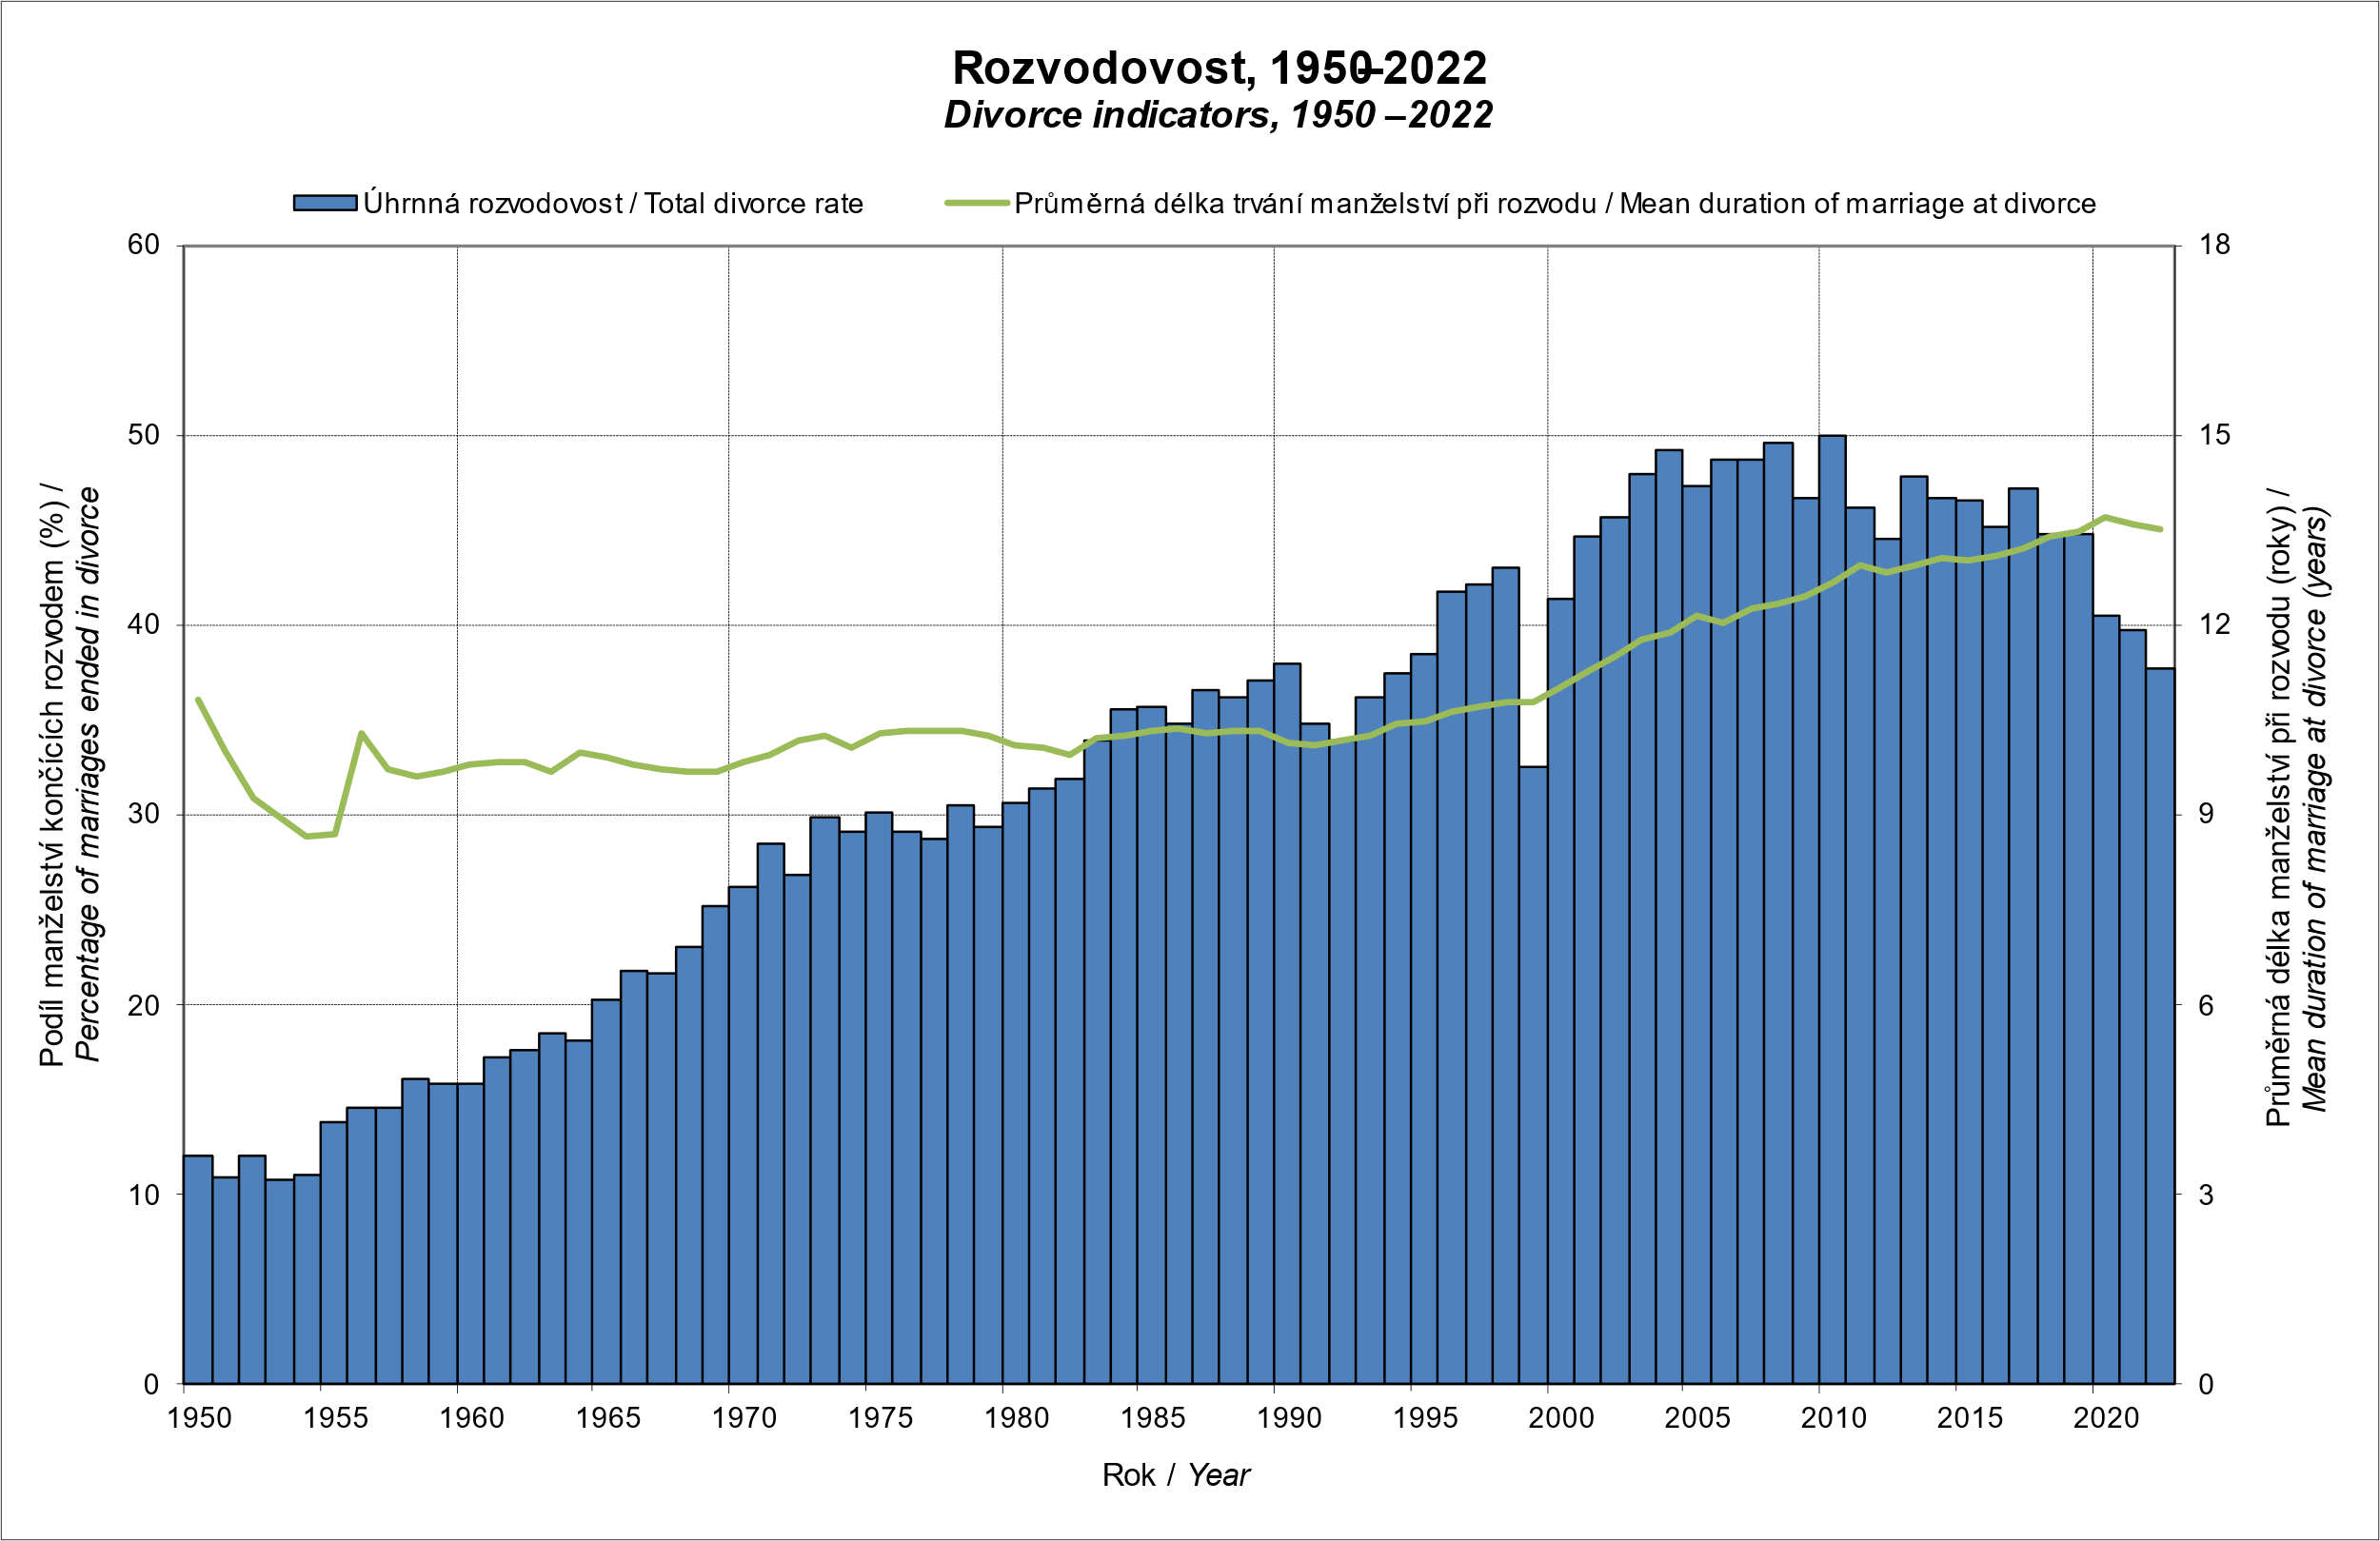 Rozvodovost, 1950–2022
Divorce indicators, 1950 –2022
Úhrnná rozvodovost / Total divorce rate
Průměrná délka trvání manželství při rozvodu / Mean duration of marriage at divorce
60
50
40
30
20
10
0
18
15
12
9
6
3
0
Podíl manželství končících rozvodem (%) /
Percentage of marriages ended in divorce
Průměrná délka manželství při rozvodu (roky) /
Mean duration of marriage at divorce (years)
1950 1955 1960 1965 1970 1975 1980 1985 1990 1995 2000 2005 2010 2015 2020
Rok / Year